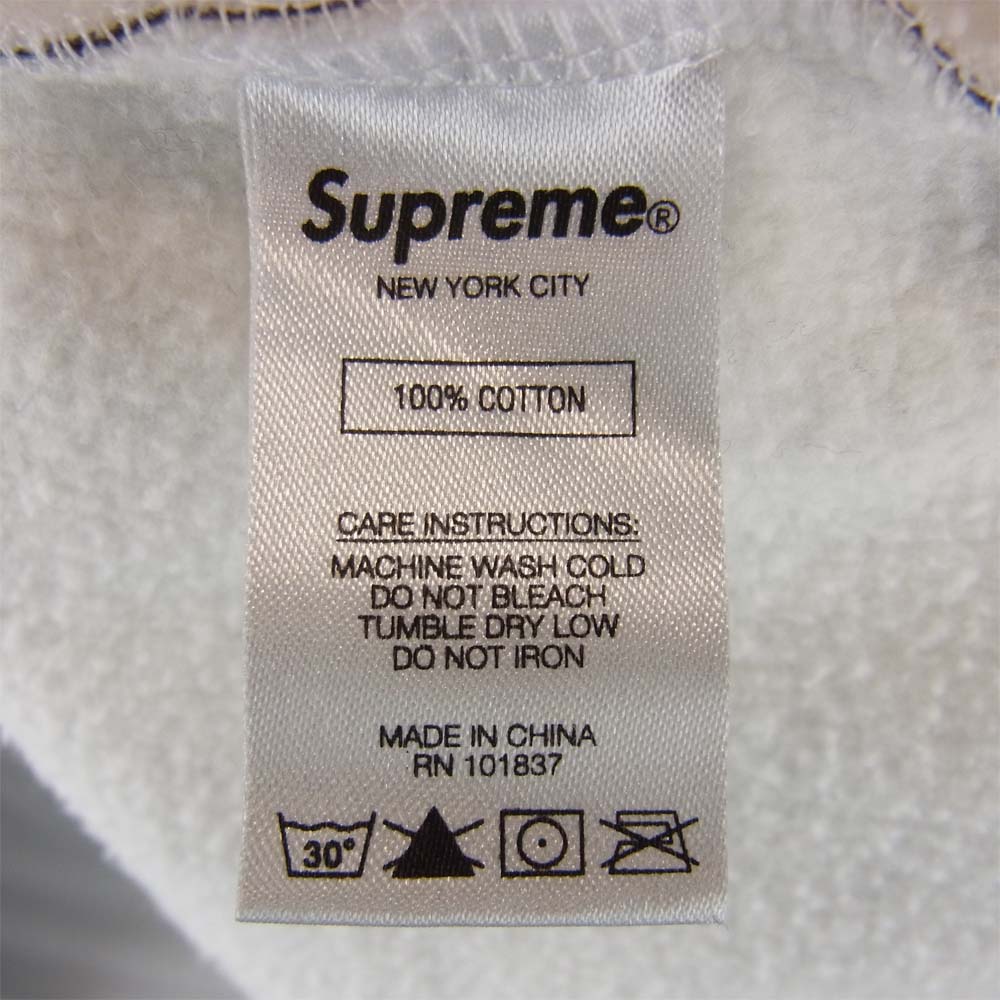 Supreme®
NEW YORK CITY
100% COTTON
CARE INSTRUCTIONS:
MACHINE WASH COLD
DO NOT BLEACH
TUMBLE DRY LOW
DO NOT IRON
MADE IN CHINA
RN 101837
30°